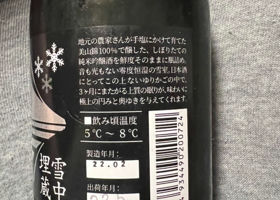 地元の農家さんが手塩にかけて育てた
美山錦100%で醸した、しぼりたての
純米吟醸酒を鮮度そのままに瓶詰め、
音も光もない零度恒温の雪室、日本酒
にとってこの上ないゆりかごの中で、
3ヶ月にまたがる上質の眠りが、味わいに
極上の円みと奥ゆきを与えてくれます。
■飲み頃温度
5℃〜8℃
製造年月:
22.02
出荷年月:
雪中
埋蔵
4934490200724